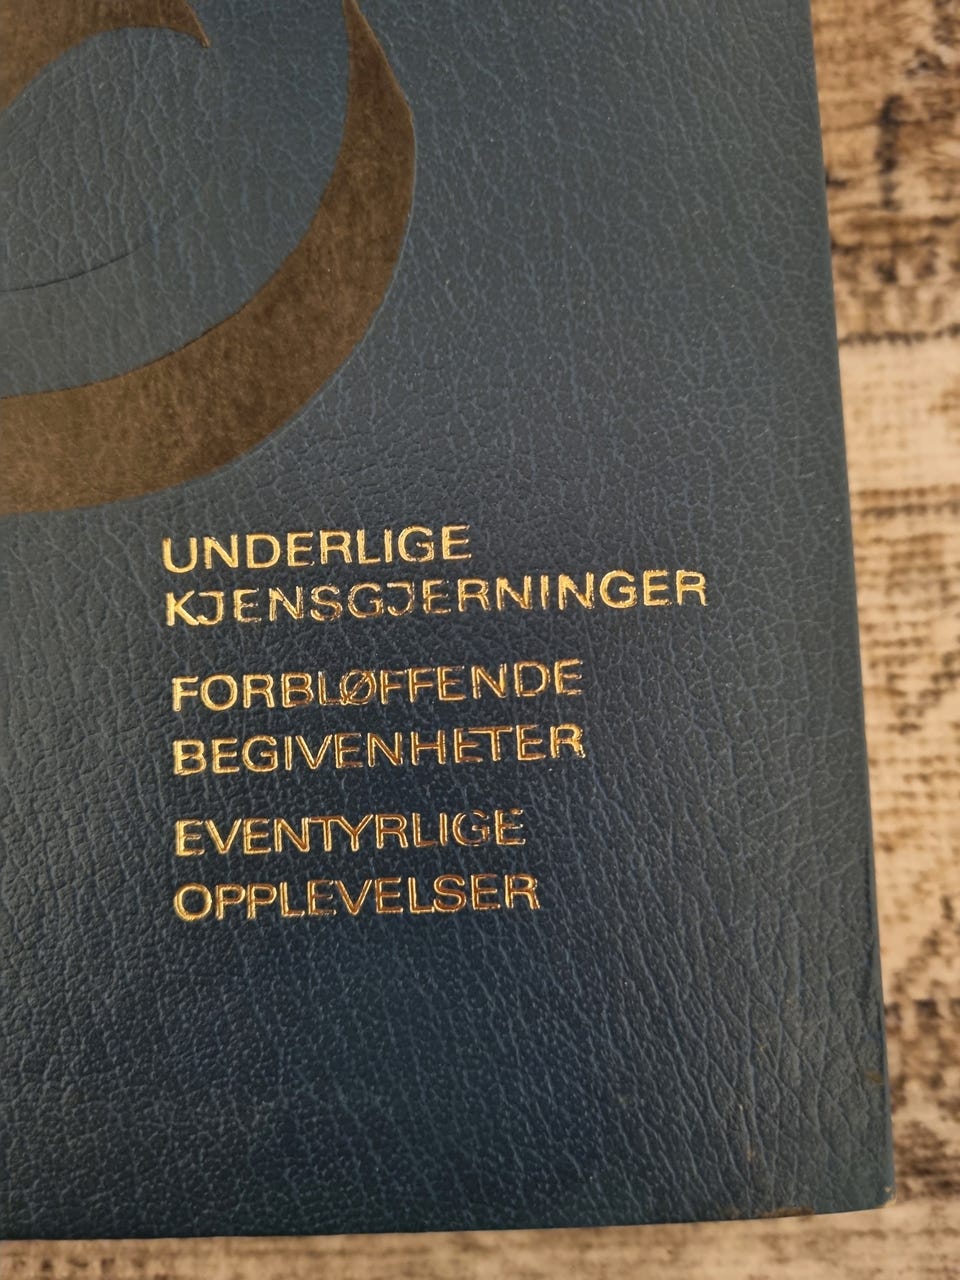 UNDERLIGE
KJENSGJERNINGER
FORBLØFFENDE
BEGIVENHETER
EVENTYRLIGE
OPPLEVELSER